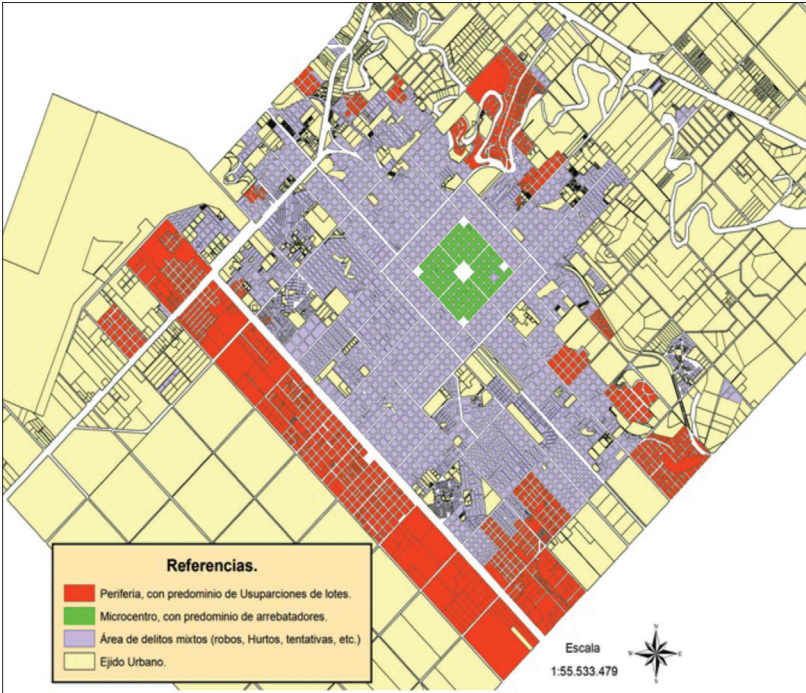 Referencias.
Periferia, con predominio de Usuparciones de lotes.
Microcentro, con predominio de arrebatadores.
Área de delitos mixtos (robos, Hurtos, tentativas, etc.)
Ejido Urbano.
Escala
1:55.533.479
N
W
E
S